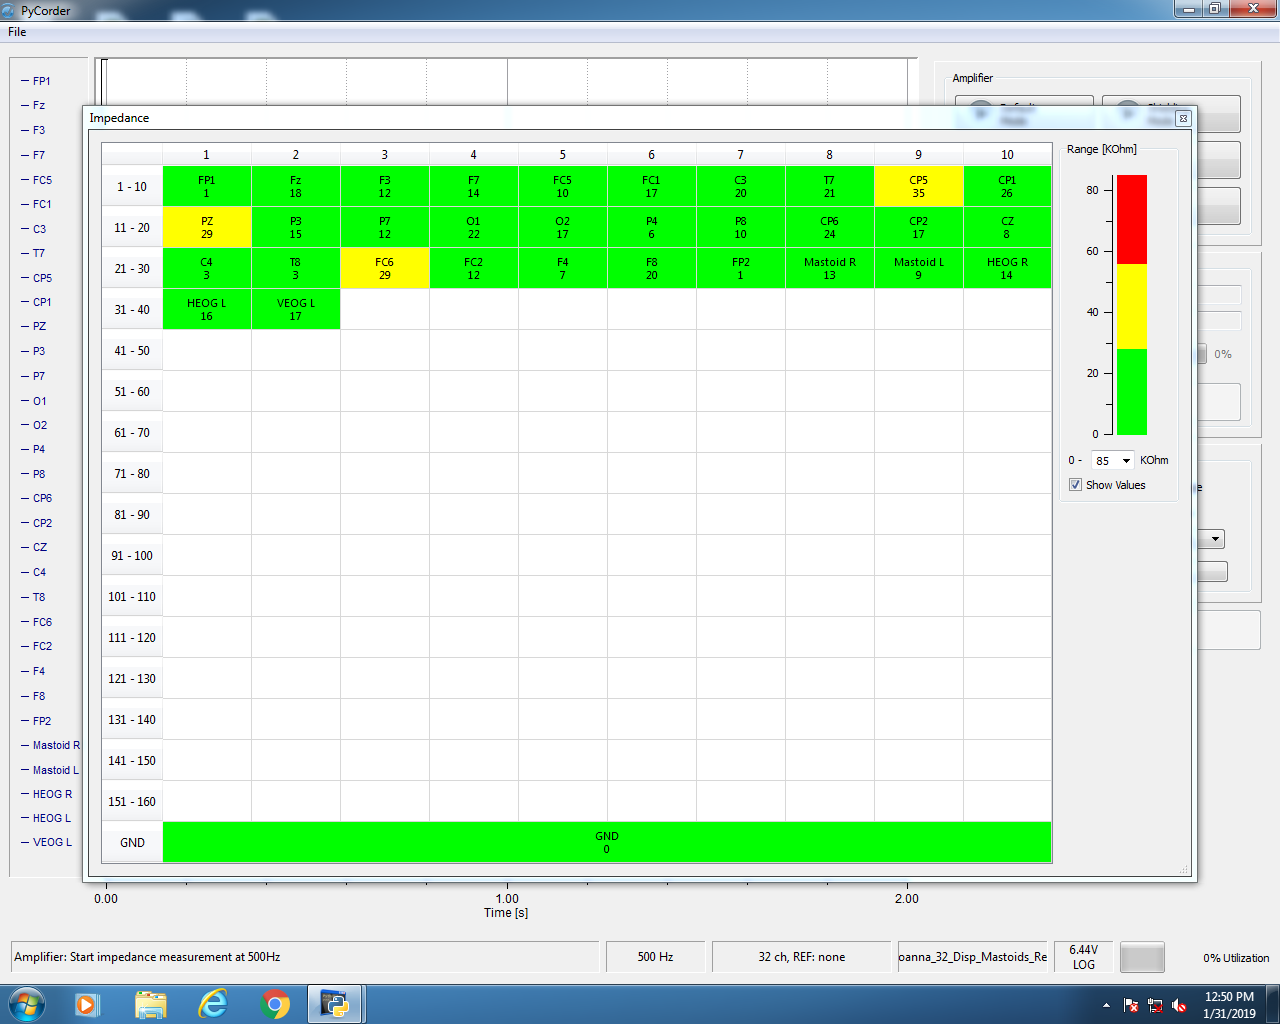 PyCorder
File
Amplifier
Impedance
FP1
Fz
F3
F7
FC5
FC1
C3
T7
CP5
CP1
PZ
P3
P7
O1
O2
P4
P8
CP6
CP2
CZ
C4
T8
FC6
FC2
F4
F8
FP2
Mastoid R
Mastoid L
HEOG R
HEOG L
VEOG L
1 2 3 4 5 6 7 8 9 10
1 - 10
FP1 Fz F3 F7 FC5 FC1 C3 T7 CP5 CP1
1 18 12 14 10 17 20 21 35 26
11 - 20
PZ P3 P7 O1 O2 P4 P8 CP6 CP2 CZ
29 15 12 22 17 6 10 24 17 8
21 - 30
C4 T8 FC6 FC2 F4 F8 FP2 Mastoid R Mastoid L HEOG R
3 3 29 12 7 20 1 13 9 14
31 - 40
HEOG L VEOG L
16 17
41 - 50
51 - 60
61 - 70
71 - 80
81 - 90
91 - 100
101 - 110
111 - 120
121 - 130
131 - 140
141 - 150
151 - 160
GND
GND
0
Range [KOhm]
80
60
40
20
0
0 - 85 KOhm
Show Values
0%
0.00 1.00 2.00
Time [s]
Amplifier: Start impedance measurement at 500Hz
500 Hz
32 ch, REF: none
oanna_32_Disp_Mastoids_Re
6.44V
LOG
0% Utilization
12:50 PM
1/31/2019